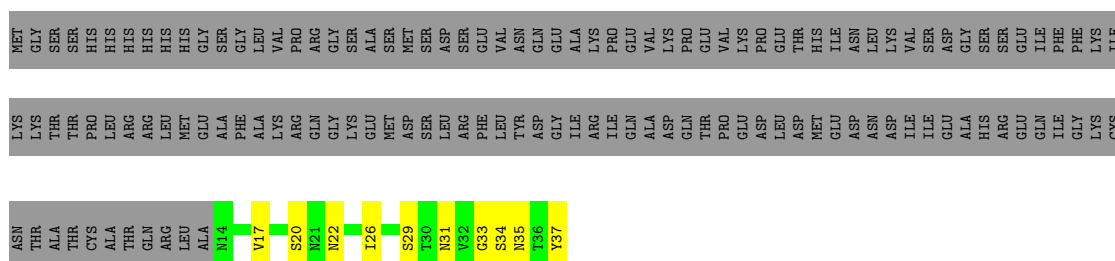 MET GLY SER SER HIS HIS HIS HIS HIS HIS GLY SER GLY LEU VAL PRO ARG GLY SER ALA SER MET SER ASP SER GLU VAL ASN GLN GLU ALA LYS PRO GLU VAL LYS PRO GLU VAL LYS PRO GLU THR HIS ILE ASN LEU LYS VAL SER ASP GLY SER SER GLU ILE PHE PHE LYS ILE
LYS LYS THR THR PRO LEU ARG ARG LEU MET GLU ALA PHE ALA LYS ARG GLN GLY LYS GLU MET ASP SER LEU ARG PHE LEU TYR ASP GLY ILE ARG ILE GLN ALA ASP GLN THR PRO GLU ASP LEU ASP MET GLU ASP ASN ASP ILE ILE GLU ALA HIS ARG GLU GLN ILE GLY LYS CYS
ASN THR ALA THR CYS ALA THR GLN ARG LEU ALA N14 V17 S20 N21 N22 I26 S29 T30 N31 V32 G33 S34 N35 T36 Y37